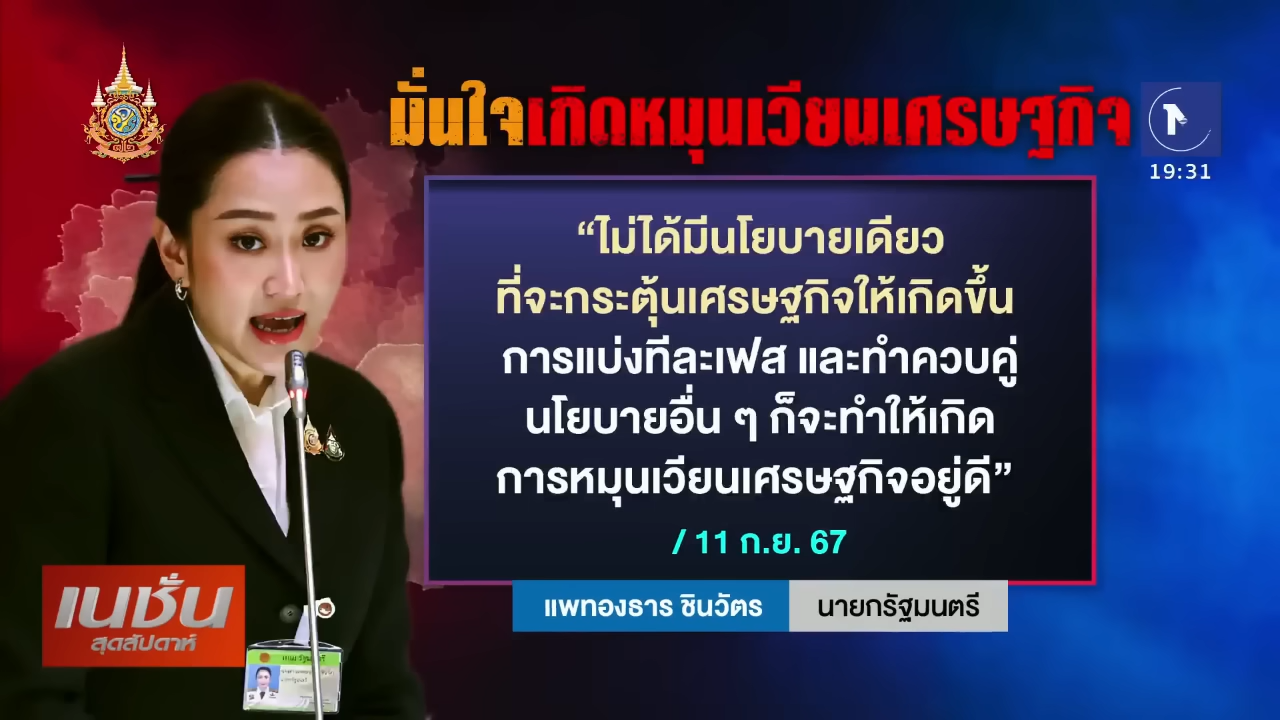 มั่นใจเกิดหมุนเวียนเศรษฐกิจ
19:31
“ไม่ได้มีนโยบายเดียว
ที่จะกระตุ้นเศรษฐกิจให้เกิดขึ้น
การแบ่งทีละเฟส และทำควบคู่
นโยบายอื่น ๆ ก็จะทำให้เกิด
การหมุนเวียนเศรษฐกิจอยู่ดี”
/ 11 ก.ย. 67
แพทองธาร ชินวัตร นายกรัฐมนตรี
เนชั่น
สุดสัปดาห์